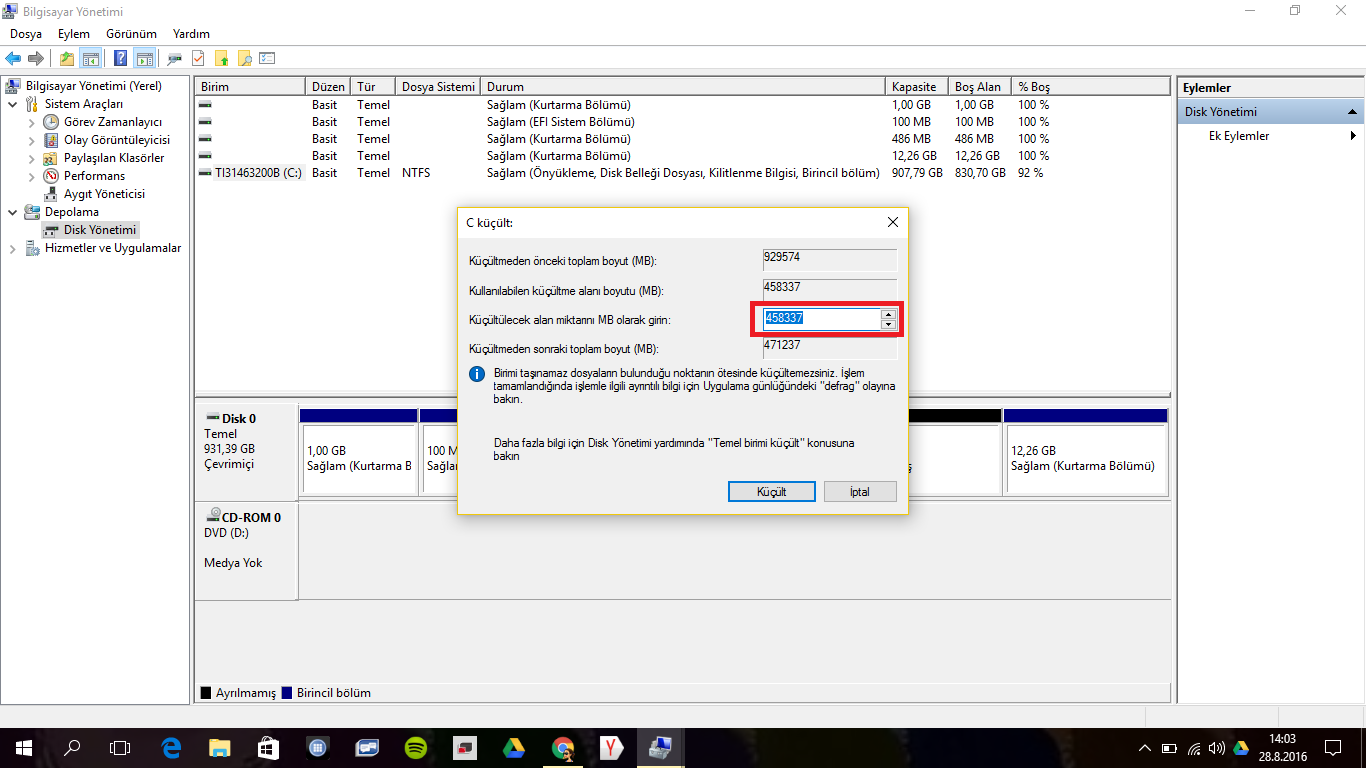 Bilgisayar Yönetimi
Dosya Eylem Görünüm Yardım
Bilgisayar Yönetimi (Yerel)
Sistem Araçları
Görev Zamanlayıcı
Olay Görüntüleyicisi
Paylaşılan Klasörler
Performans
Aygıt Yöneticisi
Depolama
Disk Yönetimi
Hizmetler ve Uygulamalar
Birim Düzen Tür Dosya Sistemi Durum Kapasite Boş Alan % Boş
Basit Temel Sağlam (Kurtarma Bölümü) 1,00 GB 1,00 GB 100 %
Basit Temel Sağlam (EFI Sistem Bölümü) 100 MB 100 MB 100 %
Basit Temel Sağlam (Kurtarma Bölümü) 486 MB 486 MB 100 %
Basit Temel Sağlam (Kurtarma Bölümü) 12,26 GB 12,26 GB 100 %
TI31463200B (C:) Basit Temel NTFS Sağlam (Önyükleme, Disk Belleği Dosyası, Kilitlenme Bilgisi, Birincil bölüm) 907,79 GB 830,70 GB 92 %
Eylemler
Disk Yönetimi
Ek Eylemler
C küçült:
Küçültmeden önceki toplam boyut (MB): 929574
Kullanılabilen küçültme alanı boyutu (MB): 458337
Küçültülecek alan miktarını MB olarak girin: 458337
Küçültmeden sonraki toplam boyut (MB): 471237
Birimi taşınamaz dosyaların bulunduğu noktanın ötesinde küçültemezsiniz. İşlem
tamamlandığında işlemle ilgili ayrıntılı bilgi için Uygulama günlüğündeki "defrag" olayına
bakın.
Daha fazla bilgi için Disk Yönetimi yardımında "Temel birimi küçült" konusuna
bakın
Küçült İptal
Disk 0
Temel
931,39 GB
Çevrimiçi
1,00 GB
Sağlam (Kurtarma B
100 M
Sağla
12,26 GB
Sağlam (Kurtarma Bölümü)
CD-ROM 0
DVD (D:)
Medya Yok
Ayrılmamış Birincil bölüm
14:03
28.8.2016